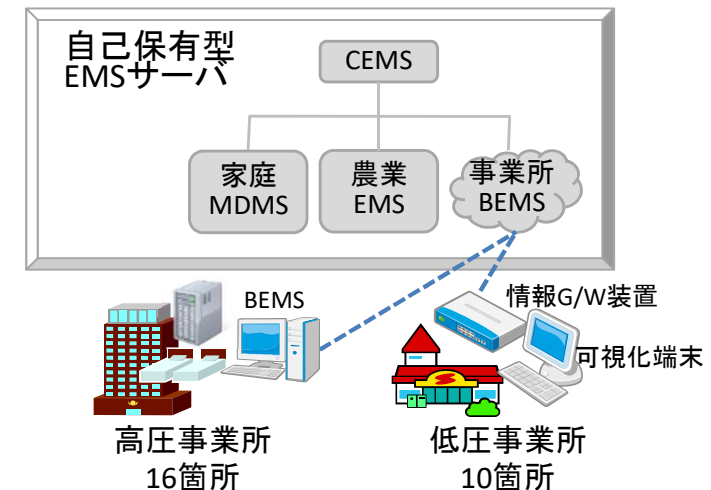 自己保有型
EMSサーバ
CEMS
家庭
MDMS
農業
EMS
事業所
BEMS
BEMS
情報G/W装置
可視化端末
高圧事業所
16箇所
低圧事業所
10箇所